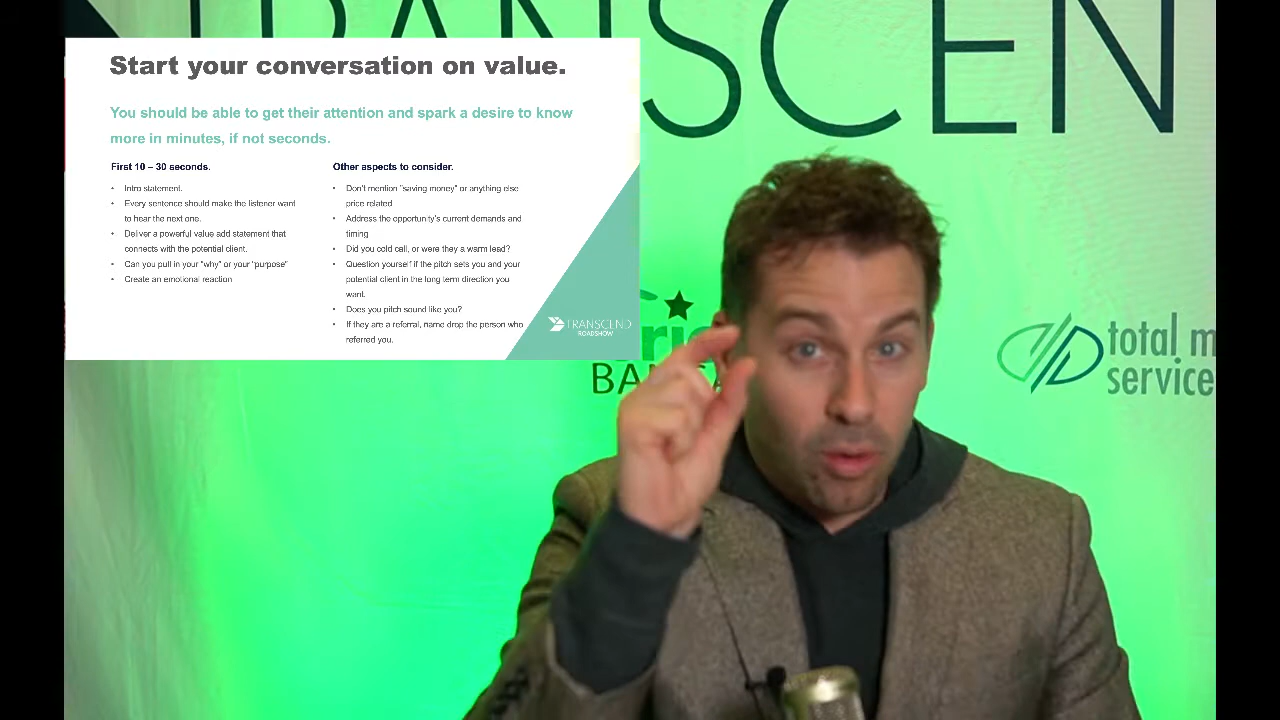 TRANSCEN
Start your conversation on value.
You should be able to get their attention and spark a desire to know
more in minutes, if not seconds.
First 10 – 30 seconds.
• Intro statement.
• Every sentence should make the listener want
to hear the next one.
• Deliver a powerful value add statement that
connects with the potential client.
• Can you pull in your "why" or your "purpose"
• Create an emotional reaction
Other aspects to consider.
• Don't mention "saving money" or anything else
price related
• Address the opportunity's current demands and
timing
• Did you cold call, or were they a warm lead?
• Question yourself if the pitch sets you and your
potential client in the long term direction you
want.
• Does you pitch sound like you?
• If they are a referral, name drop the person who
referred you.
TRANSCEND
ROADSHOW
total m
service